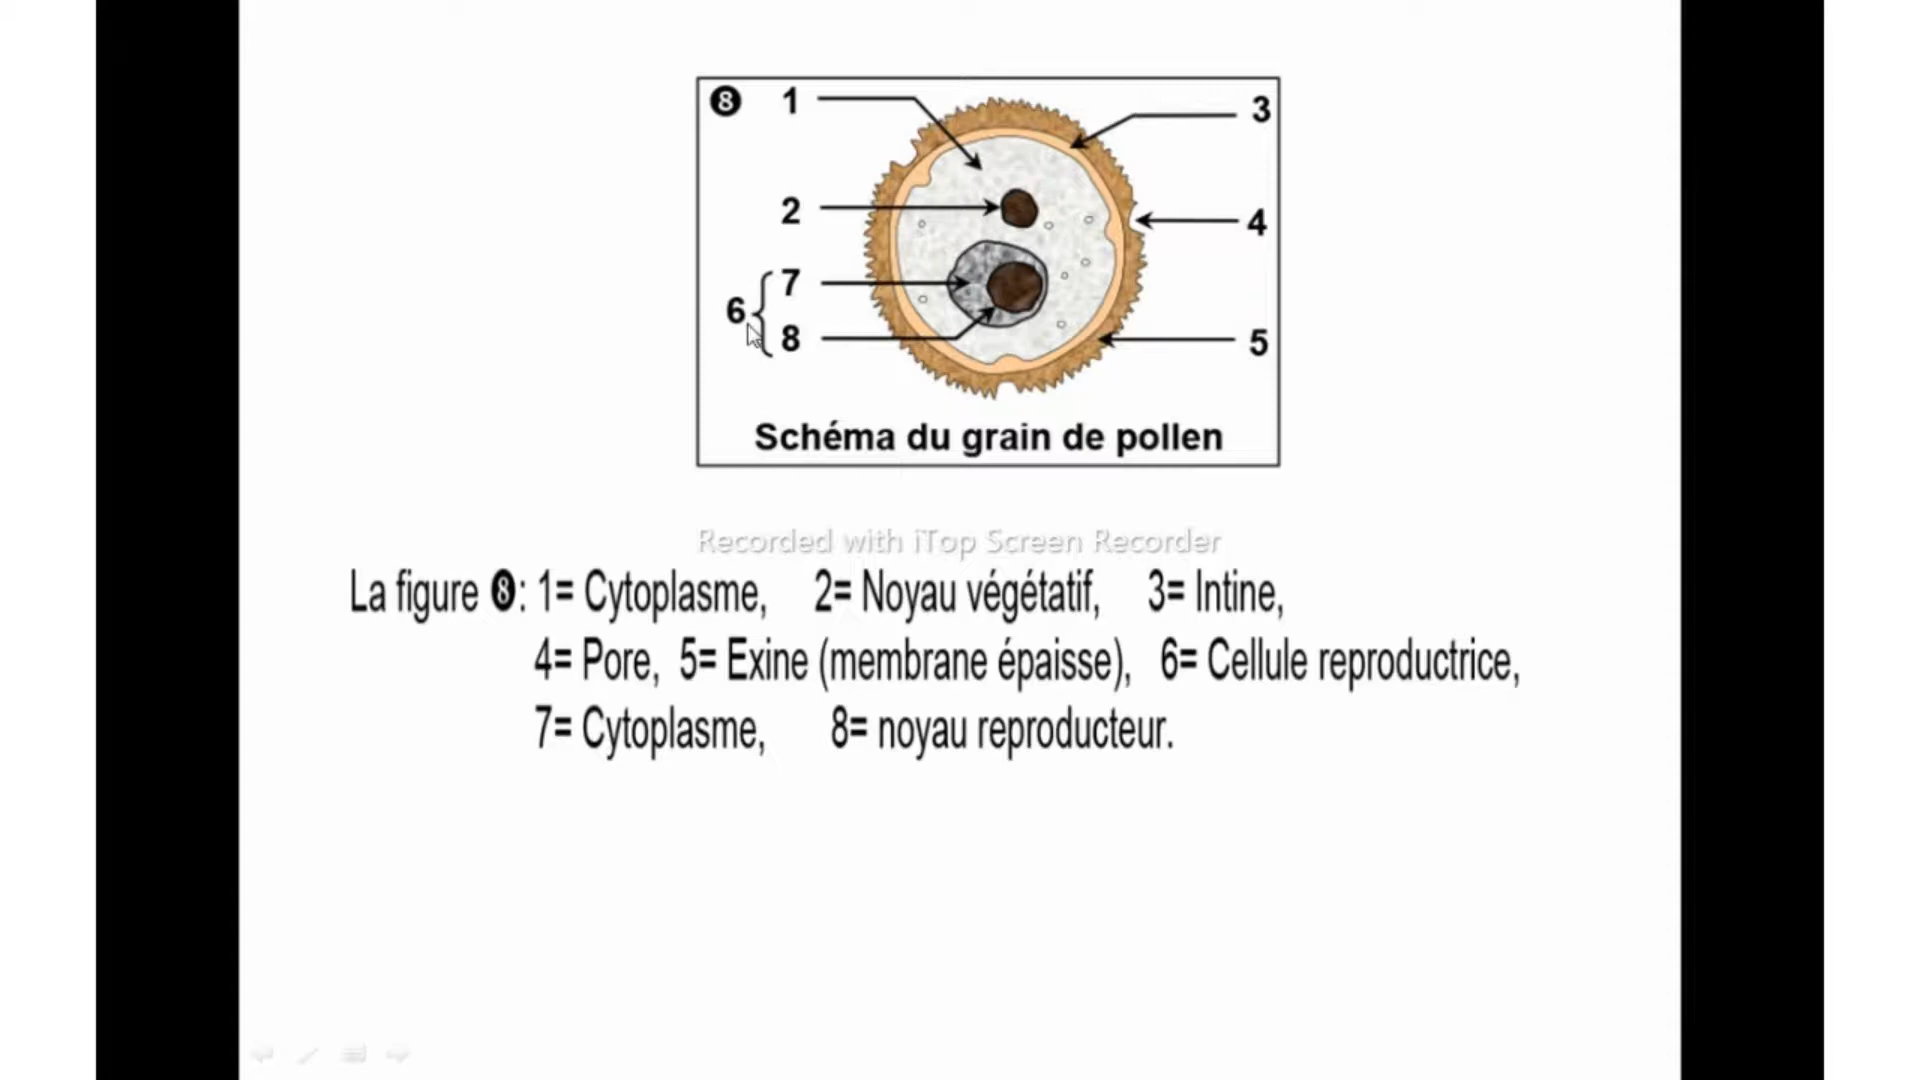 ❽ 1
3
2
4
7
6
8
5
Schéma du grain de pollen
Recorded with iTop Screen Recorder
La figure ❽: 1= Cytoplasme, 2= Noyau végétatif, 3= Intine,
4= Pore, 5= Exine (membrane épaisse), 6= Cellule reproductrice,
7= Cytoplasme, 8= noyau reproducteur.